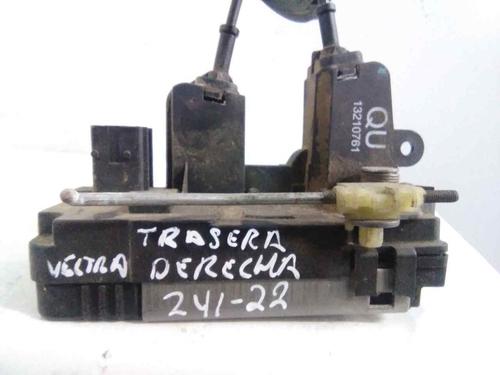 QU
13210761
TRASERA
VECTRA DERECHA
241-22